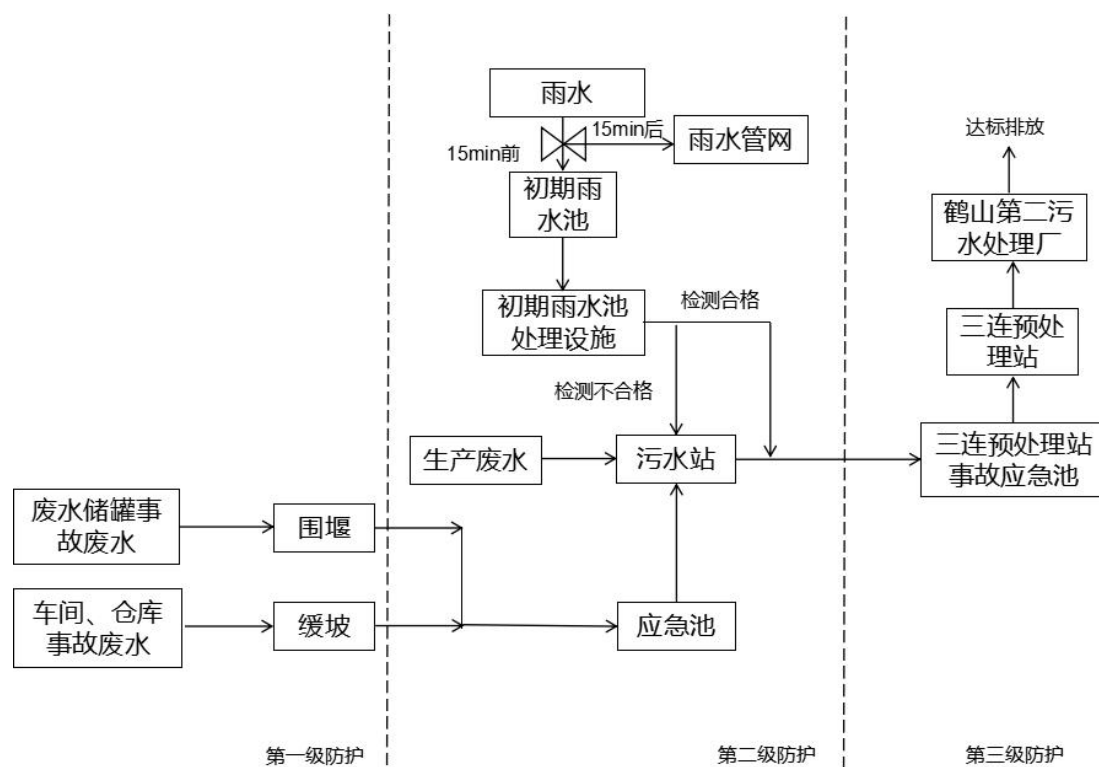 雨水
15min后
雨水管网
15min前
初期雨
水池
初期雨水池
处理设施
检测合格
检测不合格
生产废水
污水站
废水储罐事
故废水
围堰
车间、仓库
事故废水
缓坡
应急池
达标排放
鹤山第二污
水处理厂
三连预处
理站
三连预处理站
事故应急池
第一级防护
第二级防护
第三级防护